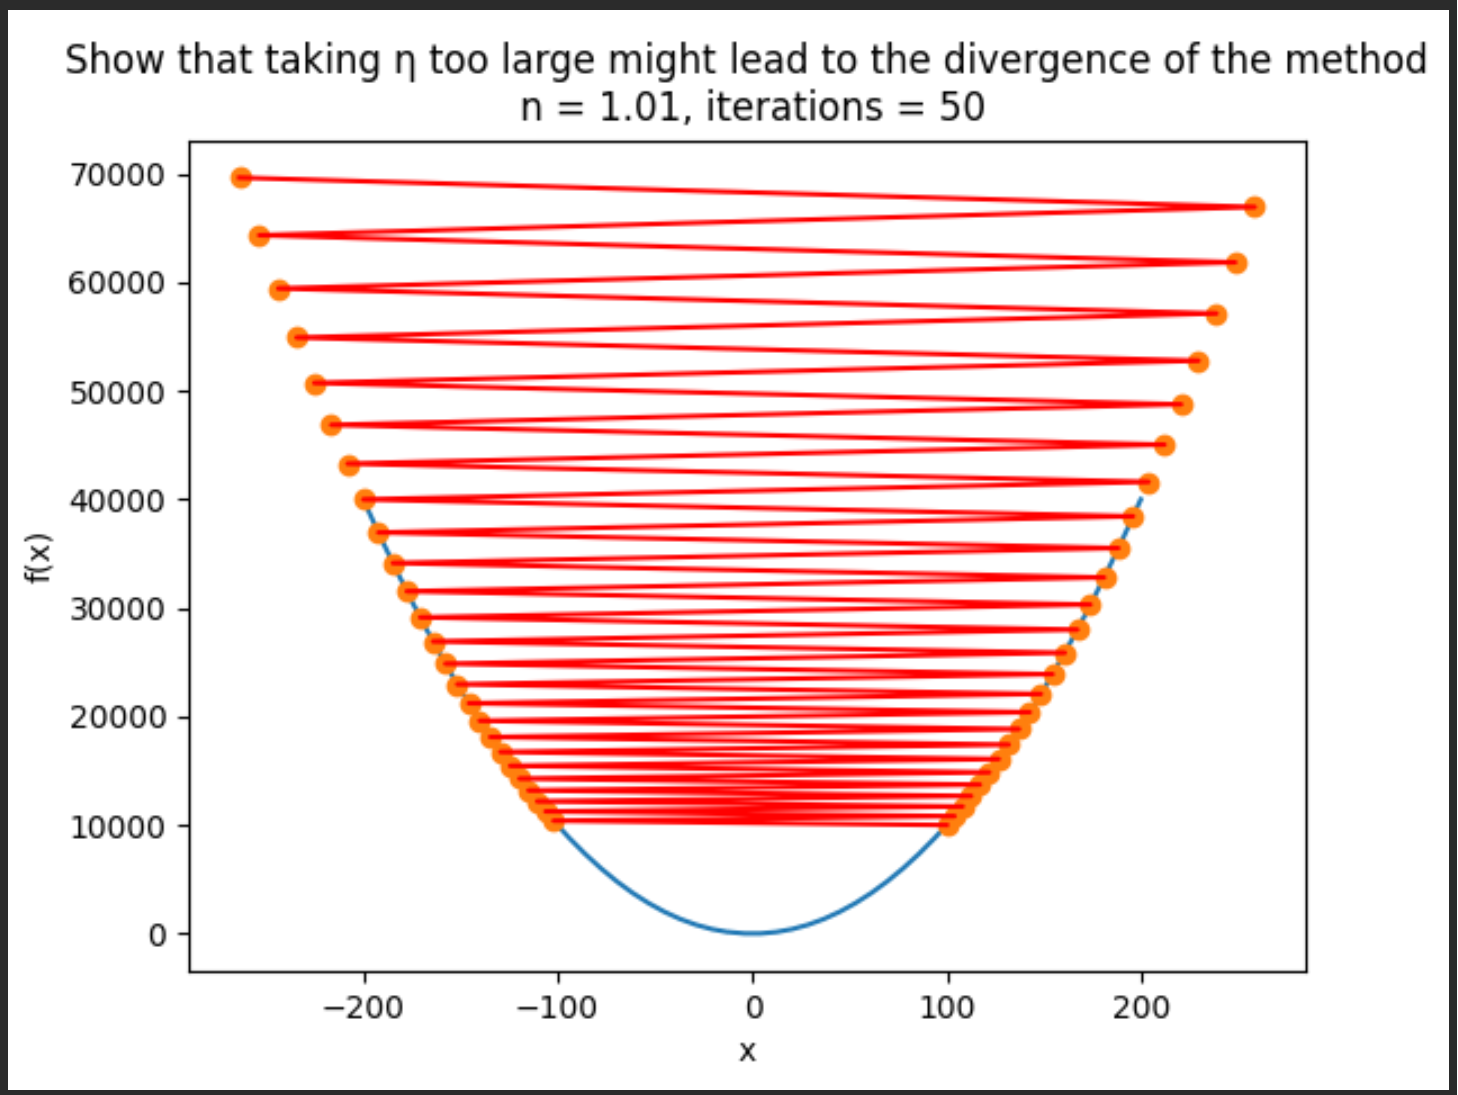 Show that taking η too large might lead to the divergence of the method
n = 1.01, iterations = 50
70000
60000
50000
40000
30000
20000
10000
0
f(x)
−200 −100 0 100 200
x